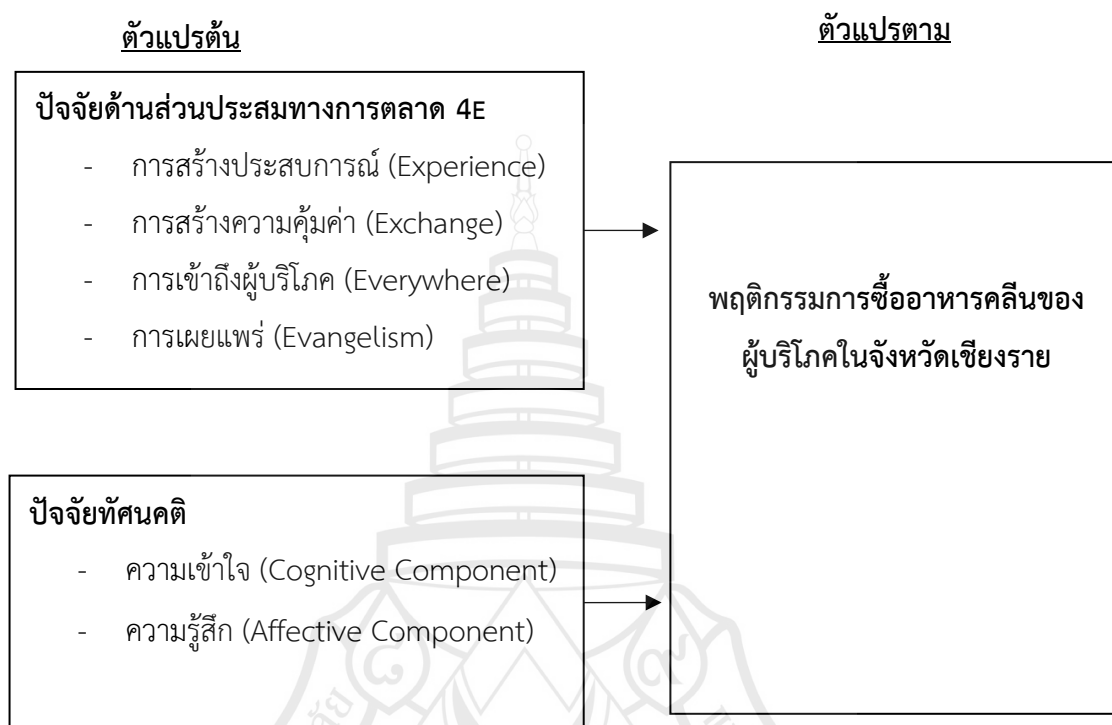 ตัวแปรต้น
ตัวแปรตาม
ปัจจัยด้านส่วนประสมทางการตลาด 4E
- การสร้างประสบการณ์ (Experience)
- การสร้างความคุ้มค่า (Exchange)
- การเข้าถึงผู้บริโภค (Everywhere)
- การเผยแพร่ (Evangelism)
ปัจจัยทัศนคติ
- ความเข้าใจ (Cognitive Component)
- ความรู้สึก (Affective Component)
พฤติกรรมการซื้ออาหารคลีนของ
ผู้บริโภคในจังหวัดเชียงราย